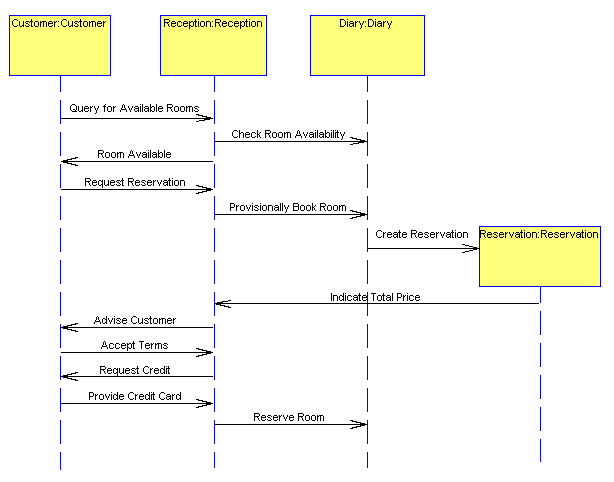 Customer:Customer
Reception:Reception
Diary:Diary
Query for Available Rooms
Check Room Availability
Room Available
Request Reservation
Provisionally Book Room
Create Reservation
Reservation:Reservation
Indicate Total Price
Advise Customer
Accept Terms
Request Credit
Provide Credit Card
Reserve Room